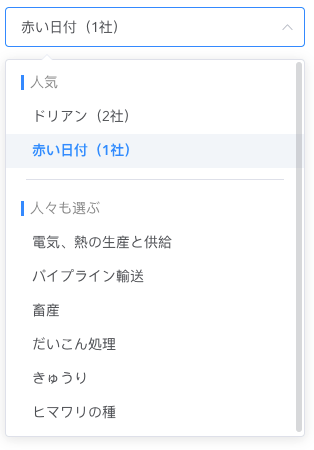 赤い日付（1社）
人気
ドリアン（2社）
赤い日付（1社）
人々も選ぶ
電気、熱の生産と供給
パイプライン輸送
畜産
だいこん処理
きゅうり
ヒマワリの種